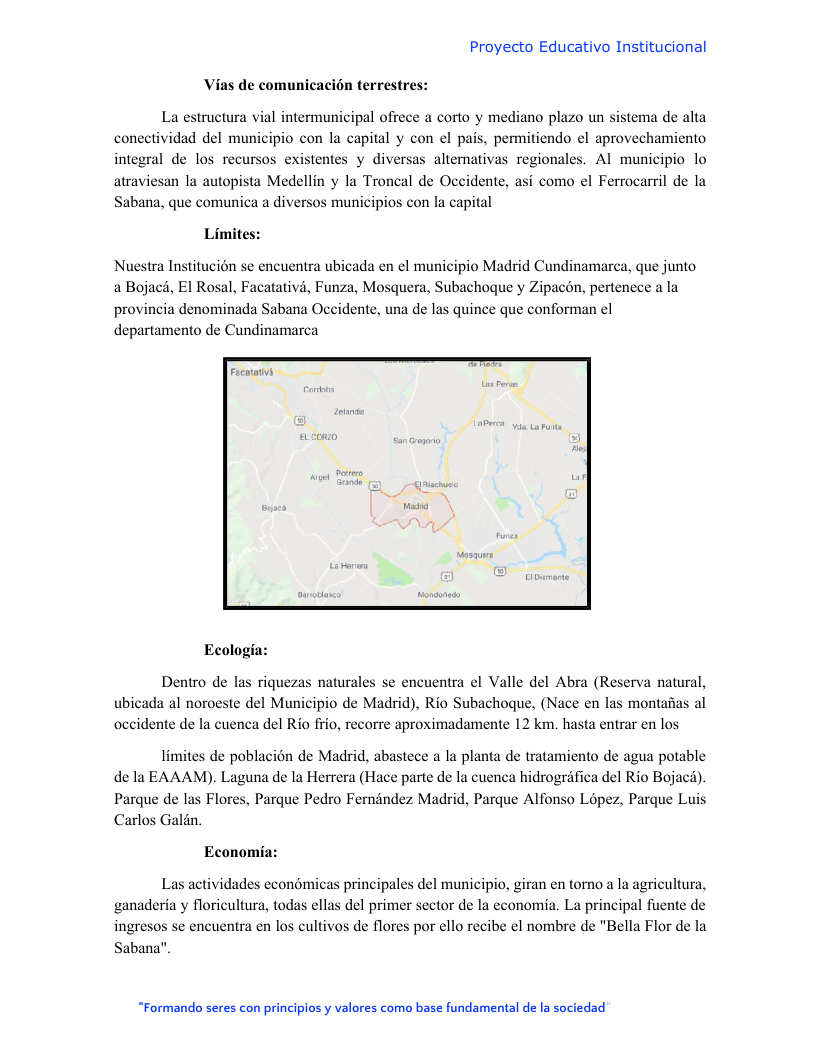 Proyecto Educativo Institucional
Vías de comunicación terrestres:
La estructura vial intermunicipal ofrece a corto y mediano plazo un sistema de alta
conectividad del municipio con la capital y con el país, permitiendo el aprovechamiento
integral de los recursos existentes y diversas alternativas regionales. Al municipio lo
atraviesan la autopista Medellín y la Troncal de Occidente, así como el Ferrocarril de la
Sabana, que comunica a diversos municipios con la capital
Límites:
Nuestra Institución se encuentra ubicada en el municipio Madrid Cundinamarca, que junto
a Bojacá, El Rosal, Facatativá, Funza, Mosquera, Subachoque y Zipacón, pertenece a la
provincia denominada Sabana Occidente, una de las quince que conforman el
departamento de Cundinamarca
de Piedra
Facatativá
Las Peñas
Cordoba
Zelandia
50
La Perca Vda. La Punta
EL CORZO
San Gregorio
50
Alej
Argel
Potrero
Grande
50
El Riachuelo
La F
21
Bojacá
Madrid
Funza
Mosquera
La Herrera
21
50
El Diamante
Barroblanco
Mondoñedo
Ecología:
Dentro de las riquezas naturales se encuentra el Valle del Abra (Reserva natural,
ubicada al noroeste del Municipio de Madrid), Río Subachoque, (Nace en las montañas al
occidente de la cuenca del Río frío, recorre aproximadamente 12 km. hasta entrar en los
límites de población de Madrid, abastece a la planta de tratamiento de agua potable
de la EAAAM). Laguna de la Herrera (Hace parte de la cuenca hidrográfica del Río Bojacá).
Parque de las Flores, Parque Pedro Fernández Madrid, Parque Alfonso López, Parque Luis
Carlos Galán.
Economía:
Las actividades económicas principales del municipio, giran en torno a la agricultura,
ganadería y floricultura, todas ellas del primer sector de la economía. La principal fuente de
ingresos se encuentra en los cultivos de flores por ello recibe el nombre de "Bella Flor de la
Sabana".
"Formando seres con principios y valores como base fundamental de la sociedad"